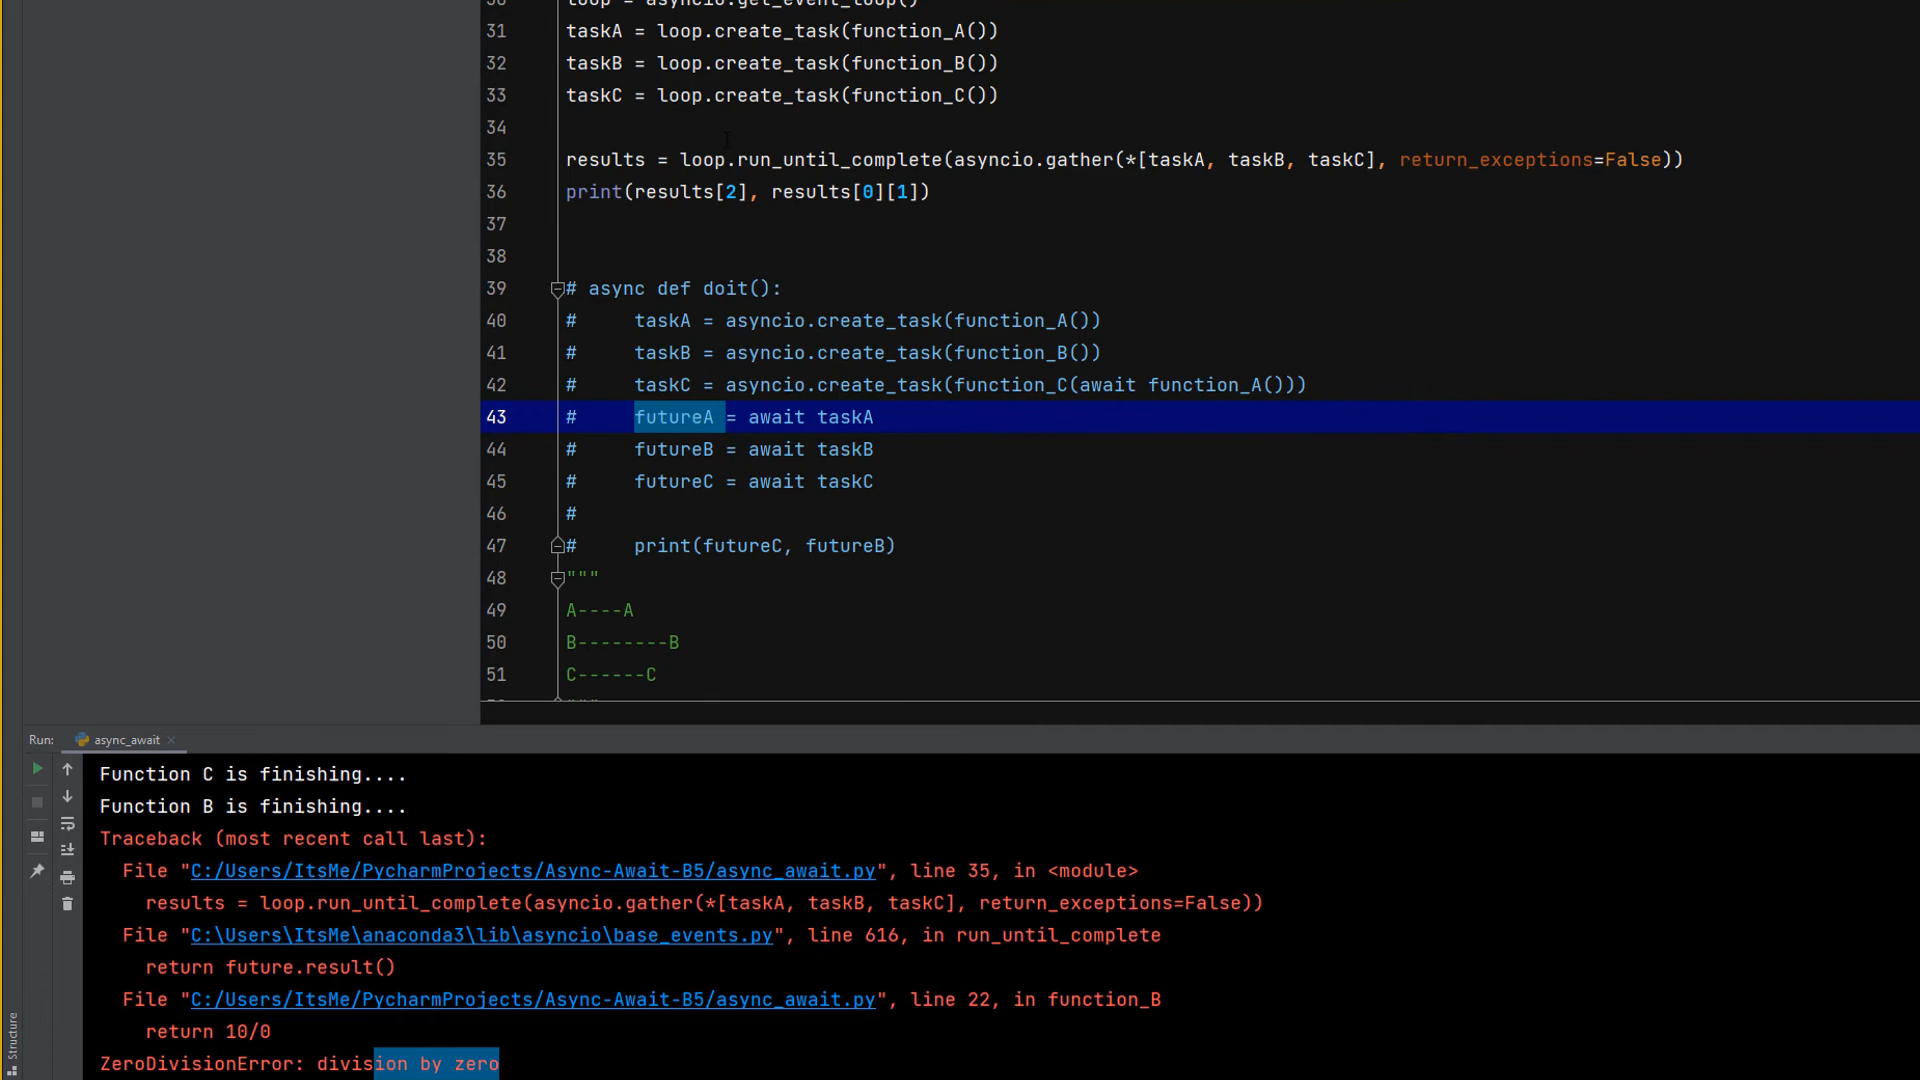 30 loop = asyncio.get_event_loop()
31 taskA = loop.create_task(function_A())
32 taskB = loop.create_task(function_B())
33 taskC = loop.create_task(function_C())
34
35 results = loop.run_until_complete(asyncio.gather(*[taskA, taskB, taskC], return_exceptions=False))
36 print(results[2], results[0][1])
37
38
39 # async def doit():
40 #     taskA = asyncio.create_task(function_A())
41 #     taskB = asyncio.create_task(function_B())
42 #     taskC = asyncio.create_task(function_C(await function_A()))
43 #     futureA = await taskA
44 #     futureB = await taskB
45 #     futureC = await taskC
46 #
47 #     print(futureC, futureB)
48 """
49 A----A
50 B--------B
51 C------C
Run: async_await
Function C is finishing....
Function B is finishing....
Traceback (most recent call last):
  File "C:/Users/ItsMe/PycharmProjects/Async-Await-B5/async_await.py", line 35, in <module>
    results = loop.run_until_complete(asyncio.gather(*[taskA, taskB, taskC], return_exceptions=False))
  File "C:\Users\ItsMe\anaconda3\lib\asyncio\base_events.py", line 616, in run_until_complete
    return future.result()
  File "C:/Users/ItsMe/PycharmProjects/Async-Await-B5/async_await.py", line 22, in function_B
    return 10/0
ZeroDivisionError: division by zero
Structure